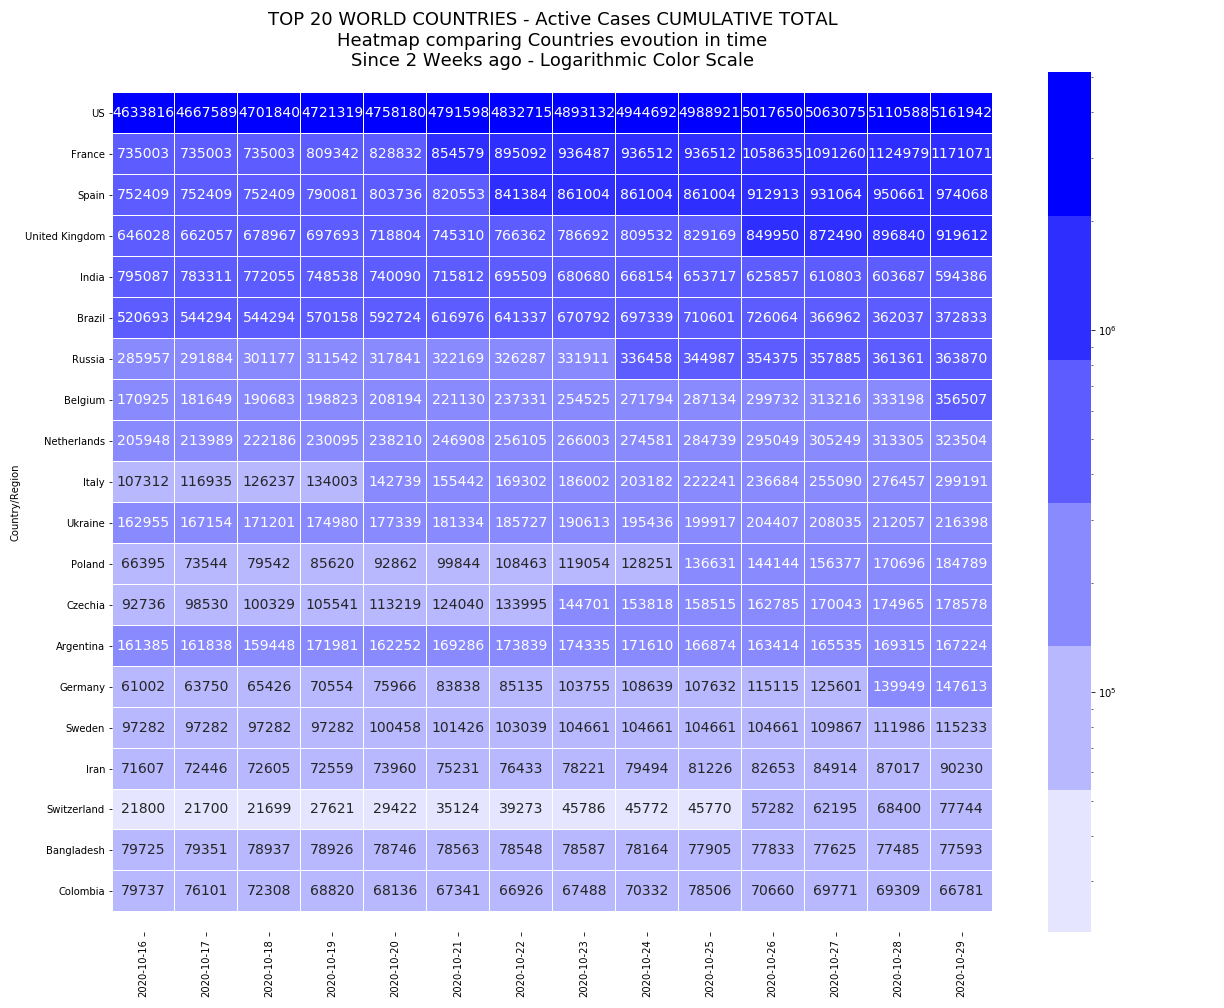 TOP 20 WORLD COUNTRIES - Active Cases CUMULATIVE TOTAL
Heatmap comparing Countries evoution in time
Since 2 Weeks ago - Logarithmic Color Scale
US 4633816 4667589 4701840 4721319 4758180 4791598 4832715 4893132 4944692 4988921 5017650 5063075 5110588 5161942
France 735003 735003 735003 809342 828832 854579 895092 936487 936512 936512 1058635 1091260 1124979 1171071
Spain 752409 752409 752409 790081 803736 820553 841384 861004 861004 861004 912913 931064 950661 974068
United Kingdom 646028 662057 678967 697693 718804 745310 766362 786692 809532 829169 849950 872490 896840 919612
India 795087 783311 772055 748538 740090 715812 695509 680680 668154 653717 625857 610803 603687 594386
Brazil 520693 544294 544294 570158 592724 616976 641337 670792 697339 710601 726064 366962 362037 372833
Russia 285957 291884 301177 311542 317841 322169 326287 331911 336458 344987 354375 357885 361361 363870
Belgium 170925 181649 190683 198823 208194 221130 237331 254525 271794 287134 299732 313216 333198 356507
Netherlands 205948 213989 222186 230095 238210 246908 256105 266003 274581 284739 295049 305249 313305 323504
Italy 107312 116935 126237 134003 142739 155442 169302 186002 203182 222241 236684 255090 276457 299191
Ukraine 162955 167154 171201 174980 177339 181334 185727 190613 195436 199917 204407 208035 212057 216398
Poland 66395 73544 79542 85620 92862 99844 108463 119054 128251 136631 144144 156377 170696 184789
Czechia 92736 98530 100329 105541 113219 124040 133995 144701 153818 158515 162785 170043 174965 178578
Argentina 161385 161838 159448 171981 162252 169286 173839 174335 171610 166874 163414 165535 169315 167224
Germany 61002 63750 65426 70554 75966 83838 85135 103755 108639 107632 115115 125601 139949 147613
Sweden 97282 97282 97282 97282 100458 101426 103039 104661 104661 104661 104661 109867 111986 115233
Iran 71607 72446 72605 72559 73960 75231 76433 78221 79494 81226 82653 84914 87017 90230
Switzerland 21800 21700 21699 27621 29422 35124 39273 45786 45772 45770 57282 62195 68400 77744
Bangladesh 79725 79351 78937 78926 78746 78563 78548 78587 78164 77905 77833 77625 77485 77593
Colombia 79737 76101 72308 68820 68136 67341 66926 67488 70332 78506 70660 69771 69309 66781
2020-10-16 2020-10-17 2020-10-18 2020-10-19 2020-10-20 2020-10-21 2020-10-22 2020-10-23 2020-10-24 2020-10-25 2020-10-26 2020-10-27 2020-10-28 2020-10-29
Country/Region
10⁶
10⁵